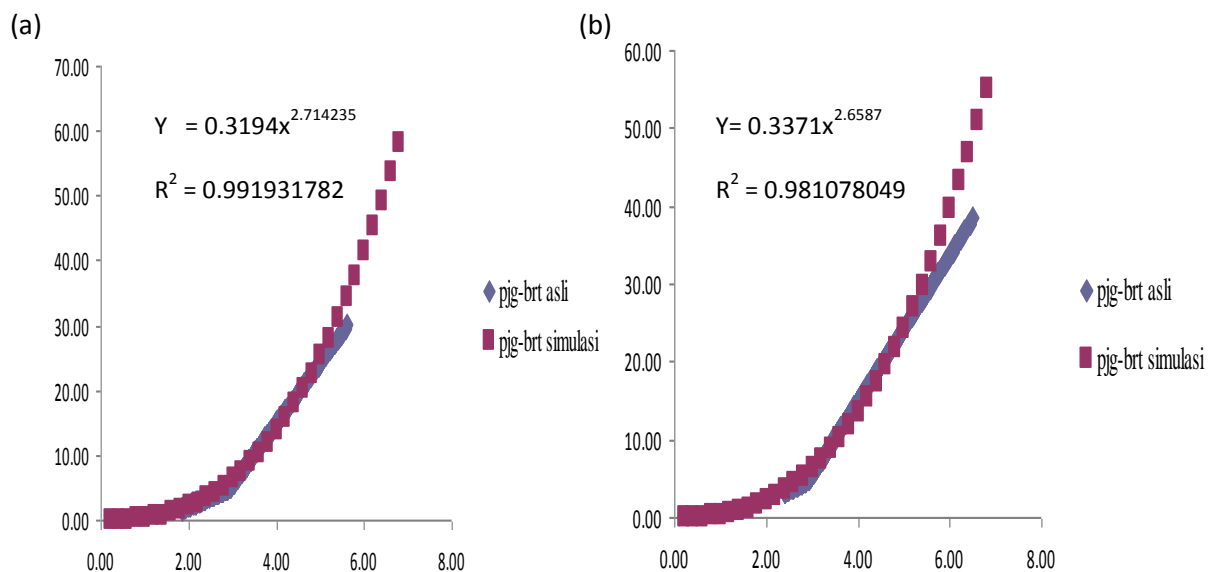 (a)
70.00
60.00
50.00
40.00
30.00
20.00
10.00
0.00
0.00 2.00 4.00 6.00 8.00
Y = 0.3194x^2.714235
R^2 = 0.991931782
pjg-brt asli
pjg-brt simulasi
(b)
60.00
50.00
40.00
30.00
20.00
10.00
0.00
0.00 2.00 4.00 6.00 8.00
Y= 0.3371x^2.6587
R^2 = 0.981078049
pjg-brt asli
pjg-brt simulasi